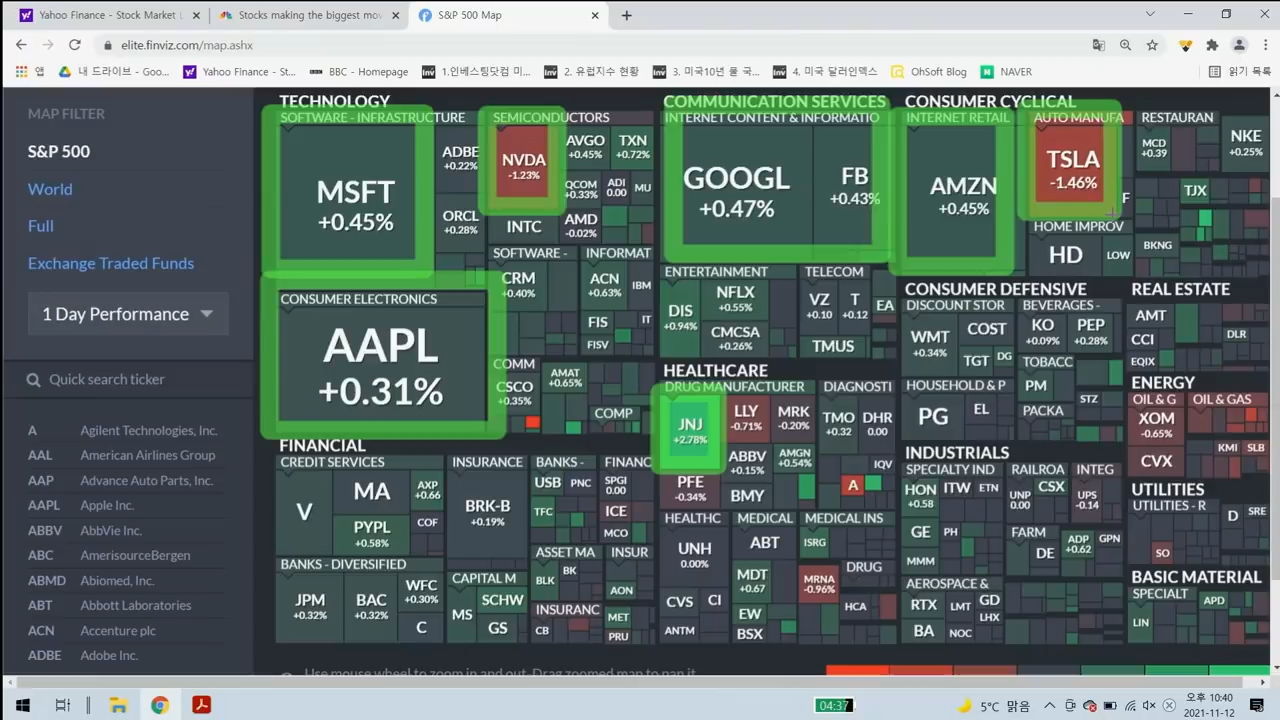 Yahoo Finance - Stock Market L
Stocks making the biggest mov
S&P 500 Map
elite.finviz.com/map.ashx
앱
내 드라이브 - Goo...
Yahoo Finance - St...
BBC - Homepage
1.인베스팅닷컴 미...
2. 유럽지수 현황
3. 미국10년 물 국...
4. 미국 달러인덱스
OhSoft Blog
NAVER
읽기 목록
MAP FILTER
S&P 500
World
Full
Exchange Traded Funds
1 Day Performance
Quick search ticker
A Agilent Technologies, Inc.
AAL American Airlines Group
AAP Advance Auto Parts, Inc.
AAPL Apple Inc.
ABBV AbbVie Inc.
ABC AmerisourceBergen
ABMD Abiomed, Inc.
ABT Abbott Laboratories
ACN Accenture plc
ADBE Adobe Inc.
TECHNOLOGY
SOFTWARE - INFRASTRUCTURE
MSFT
+0.45%
ADBE
+0.22%
ORCL
+0.28%
SEMICONDUCTORS
NVDA
-1.23%
AVGO
+0.45%
TXN
+0.72%
QCOM
+0.33%
ADI
0.00
MU
INTC
AMD
-0.02%
CONSUMER ELECTRONICS
AAPL
+0.31%
SOFTWARE -
CRM
+0.40%
INFORMAT
ACN
+0.63%
IBM
FIS
IT
FISV
COMM
CSCO
+0.35%
AMAT
+0.65%
COMP
COMMUNICATION SERVICES
INTERNET CONTENT & INFORMATIO
GOOGL
+0.47%
FB
+0.43%
ENTERTAINMENT
DIS
+0.94%
NFLX
+0.55%
CMCSA
+0.26%
TELECOM
VZ
+0.10
T
+0.12
TMUS
EA
CONSUMER CYCLICAL
INTERNET RETAIL
AMZN
+0.45%
AUTO MANUFA
TSLA
-1.46%
F
RESTAURAN
MCD
+0.39
NKE
+0.25%
TJX
HOME IMPROV
HD
LOW
BKNG
HEALTHCARE
DRUG MANUFACTURER
JNJ
+2.78%
LLY
-0.71%
MRK
-0.20%
ABBV
+0.15%
AMGN
+0.54%
PFE
-0.34%
BMY
DIAGNOSTI
TMO
+0.32
DHR
0.00
IQV
A
HEALTHC
UNH
0.00%
CVS
CI
ANTM
MEDICAL
ABT
MDT
+0.67
EW
BSX
MEDICAL INS
ISRG
MRNA
-0.96%
DRUG
HCA
CONSUMER DEFENSIVE
DISCOUNT STOR
WMT
+0.34%
COST
TGT
DG
BEVERAGES -
KO
+0.09%
PEP
+0.28%
TOBACC
PM
STZ
HOUSEHOLD & P
PG
EL
PACKA
REAL ESTATE
AMT
CCI
DLR
EQIX
ENERGY
OIL & G
XOM
-0.65%
CVX
OIL & GAS
KMI
SLB
FINANCIAL
CREDIT SERVICES
V
MA
AXP
+0.66
PYPL
+0.58%
COF
INSURANCE
BRK-B
+0.19%
BANKS -
USB
PNC
TFC
FINANC
SPGI
0.00
ICE
MCO
BANKS - DIVERSIFIED
JPM
+0.32%
BAC
+0.32%
WFC
+0.30%
C
CAPITAL M
MS
SCHW
GS
ASSET MA
BLK
BK
INSUR
AON
INSURANC
CB
MET
PRU
INDUSTRIALS
SPECIALTY IND
HON
+0.58
ITW
ETN
GE
PH
MMM
RAILROA
UNP
0.00
CSX
INTEG
UPS
-0.14
FARM
DE
ADP
+0.62
GPN
AEROSPACE &
RTX
LMT
GD
LHX
BA
NOC
UTILITIES
UTILITIES - R
D
SRE
SO
BASIC MATERIAL
SPECIALT
APD
LIN
Use mouse wheel to zoom in and out. Drag zoomed map to pan it.
04:37
5°C 맑음
오후 10:40
2021-11-12